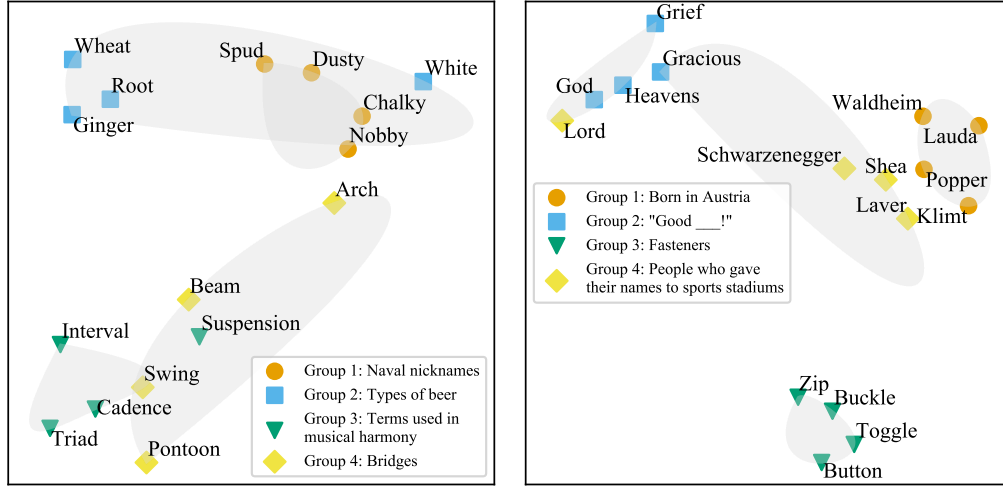 Wheat
Spud
Dusty
White
Root
Chalky
Ginger
Nobby
Arch
Beam
Suspension
Interval
Swing
Cadence
Triad
Pontoon
Group 1: Naval nicknames
Group 2: Types of beer
Group 3: Terms used in
musical harmony
Group 4: Bridges
Grief
Gracious
God
Heavens
Lord
Waldheim
Lauda
Schwarzenegger
Shea
Popper
Laver
Klimt
Group 1: Born in Austria
Group 2: "Good ___!"
Group 3: Fasteners
Group 4: People who gave
their names to sports stadiums
Zip
Buckle
Toggle
Button